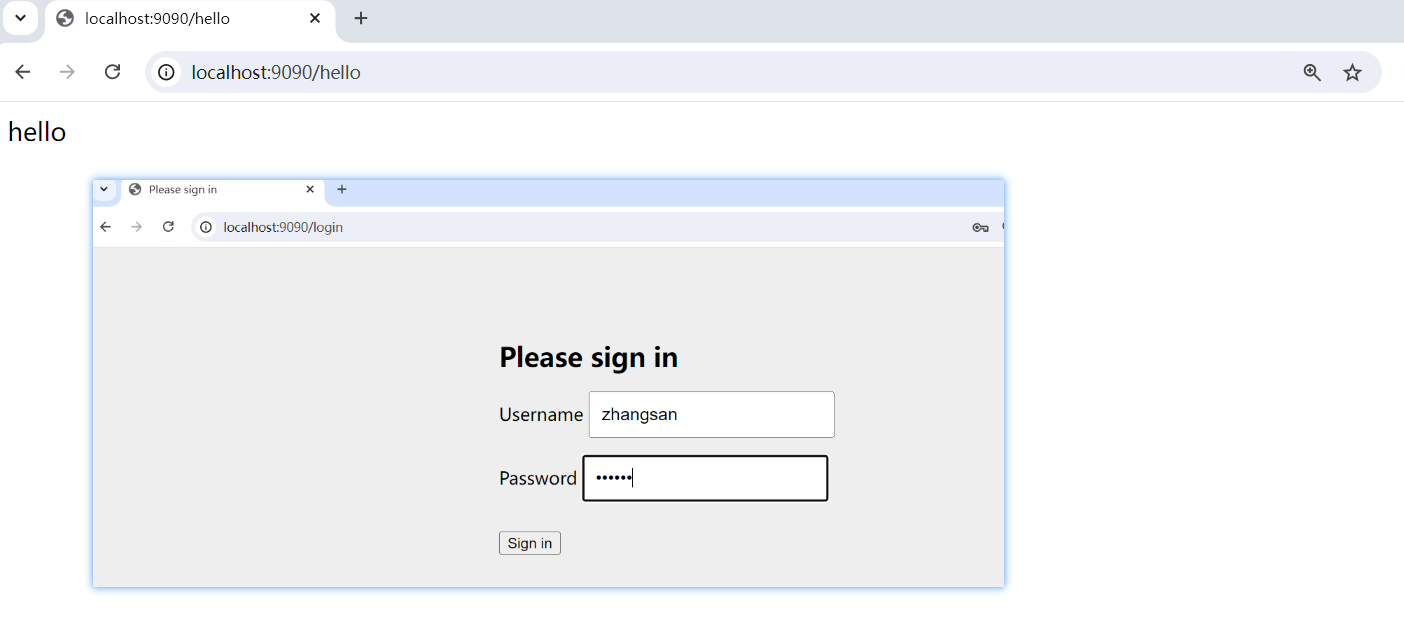 localhost:9090/hello
localhost:9090/hello
hello
Please sign in
localhost:9090/login
Please sign in
Username zhangsan
Password ••••••
Sign in